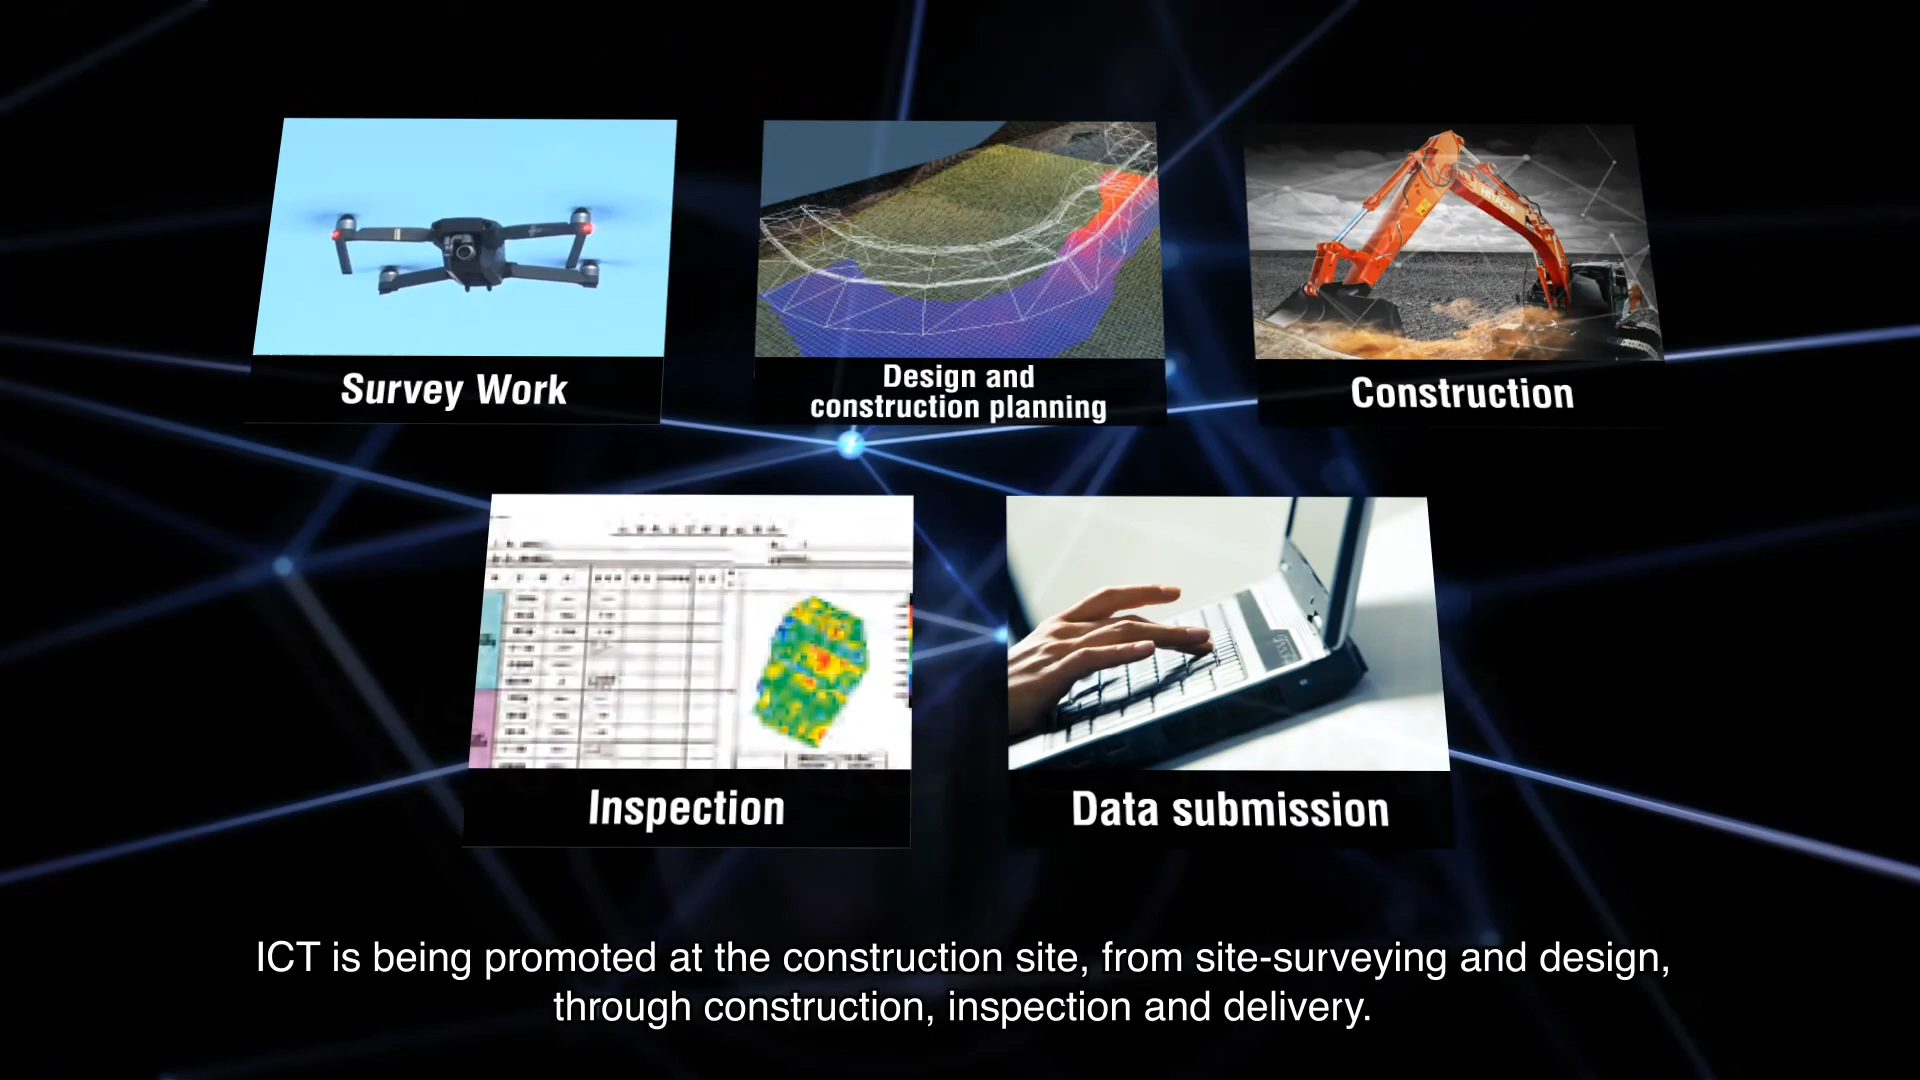 Survey Work
Design and
construction planning
Construction
HITACHI
Inspection
Data submission
ICT is being promoted at the construction site, from site-surveying and design,
through construction, inspection and delivery.